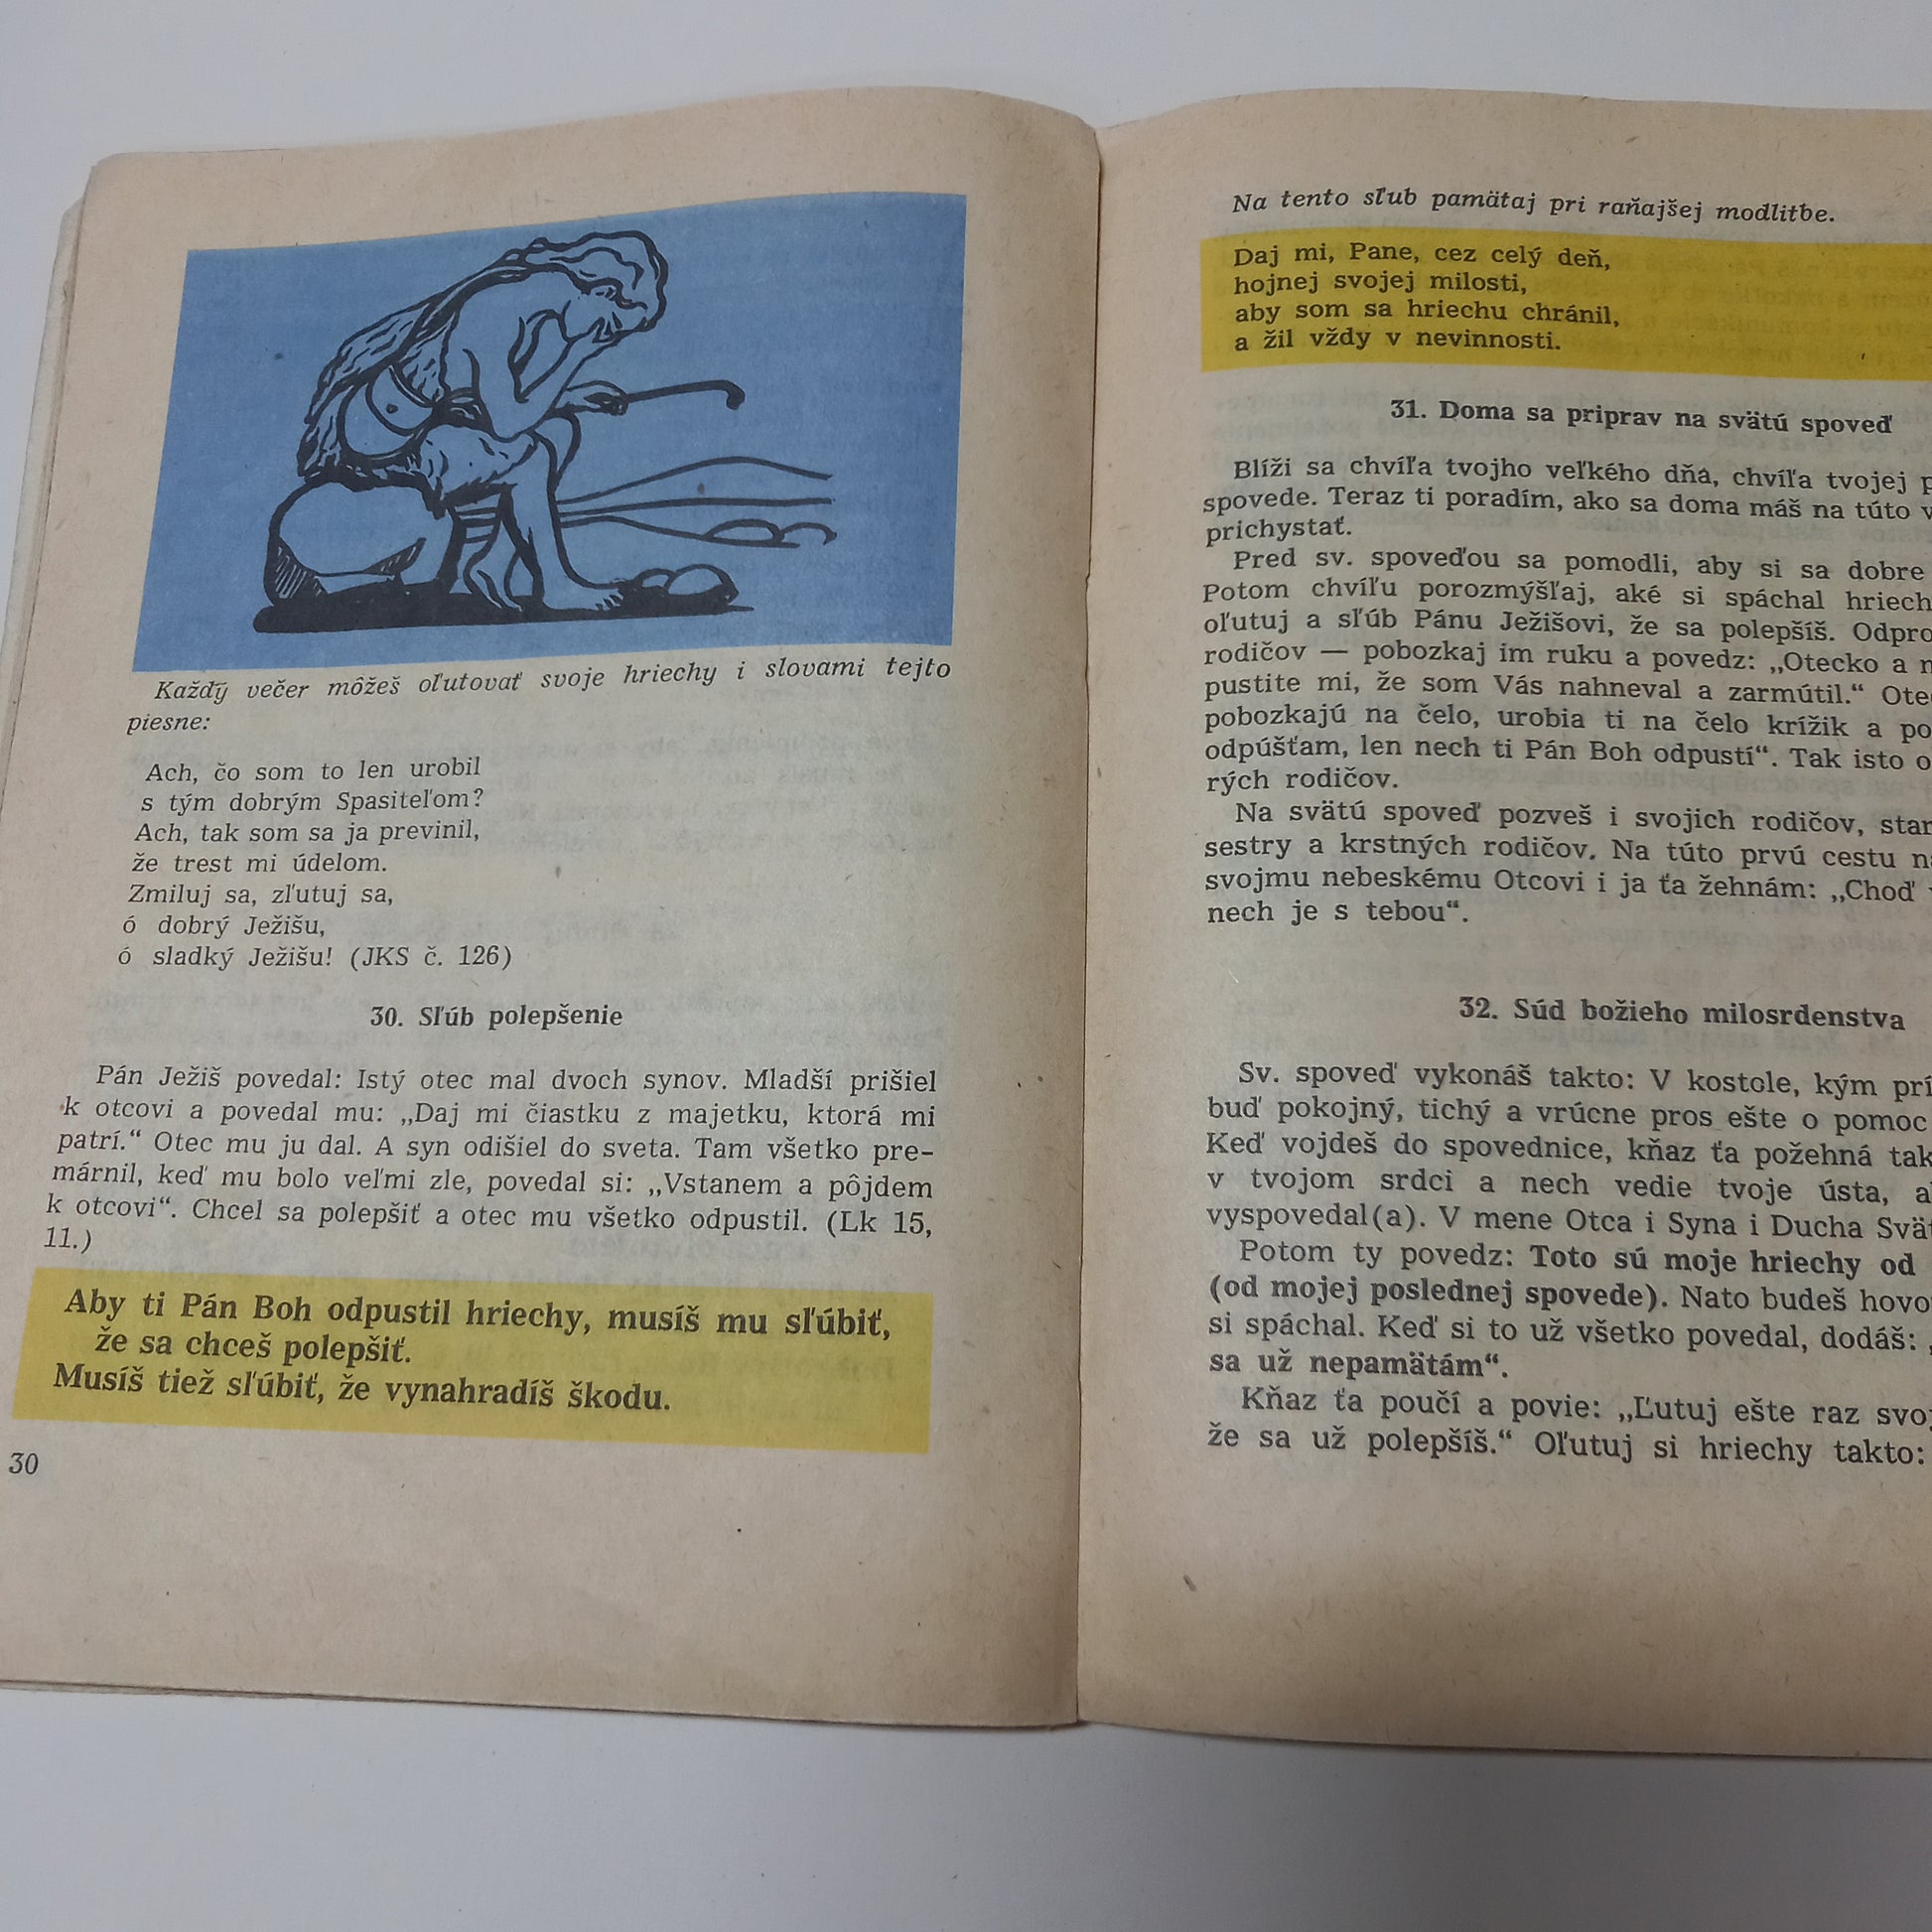 Každý večer môžeš oľutovať svoje hriechy i slovami tejto
piesne:
Ach, čo som to len urobil
s tým dobrým Spasiteľom?
Ach, tak som sa ja previnil,
že trest mi údelom.
Zmiluj sa, zľutuj sa,
ó dobrý Ježišu,
ó sladký Ježišu! (JKS č. 126)
30. Sľúb polepšenie
Pán Ježiš povedal: Istý otec mal dvoch synov. Mladší prišiel
k otcovi a povedal mu: „Daj mi čiastku z majetku, ktorá mi
patrí.“ Otec mu ju dal. A syn odišiel do sveta. Tam všetko pre-
márnil, keď mu bolo veľmi zle, povedal si: „Vstanem a pôjdem
k otcovi“. Chcel sa polepšiť a otec mu všetko odpustil. (Lk 15,
11.)
Aby ti Pán Boh odpustil hriechy, musíš mu sľúbiť,
že sa chceš polepšiť.
Musíš tiež sľúbiť, že vynahradíš škodu.
30
Na tento sľub pamätaj pri raňajšej modlitbe.
Daj mi, Pane, cez celý deň,
hojnej svojej milosti,
aby som sa hriechu chránil,
a žil vždy v nevinnosti.
31. Doma sa priprav na svätú spoveď
Blíži sa chvíľa tvojho veľkého dňa, chvíľa tvojej
spovede. Teraz ti poradím, ako sa doma máš na túto
prichystať.
Pred sv. spoveďou sa pomodli, aby si sa dobre
Potom chvíľu porozmýšľaj, aké si spáchal hriech
oľutuj a sľúb Pánu Ježišovi, že sa polepšíš. Odpro
rodičov — pobozkaj im ruku a povedz: „Otecko a
pustite mi, že som Vás nahneval a zarmútil.“ Ote
pobozkajú na čelo, urobia ti na čelo krížik a po
odpúšťam, len nech ti Pán Boh odpustí“. Tak isto o
rých rodičov.
Na svätú spoveď pozveš i svojich rodičov, star
sestry a krstných rodičov. Na túto prvú cestu
svojmu nebeskému Otcovi i ja ťa žehnám: „Choď
nech je s tebou“.
32. Súd božieho milosrdenstva
Sv. spoveď vykonáš takto: V kostole, kým prí
buď pokojný, tichý a vrúcne pros ešte o pomoc
Keď vojdeš do spovednice, kňaz ťa požehná tak
v tvojom srdci a nech vedie tvoje ústa, a
vyspovedal(a). V mene Otca i Syna i Ducha Svä
Potom ty povedz: Toto sú moje hriechy od
(od mojej poslednej spovede). Nato budeš hovo
si spáchal. Keď si to už všetko povedal, dodáš: „
sa už nepamätám“.
Kňaz ťa poučí a povie: „Ľutuj ešte raz svoj
že sa už polepšíš.“ Oľutuj si hriechy takto: